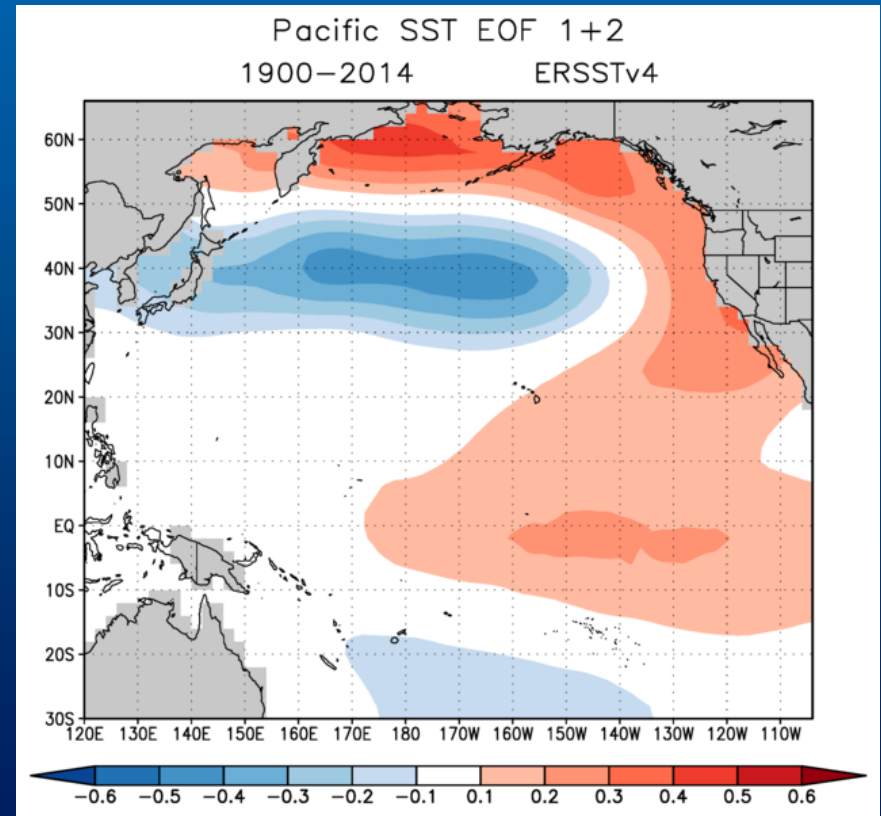 Pacific SST EOF 1+2
1900-2014 ERSSTv4
60N
50N
40N
30N
20N
10N
EQ
10S
20S
30S
120E 130E 140E 150E 160E 170E 180 170W 160W 150W 140W 130W 120W 110W
-0.6 -0.5 -0.4 -0.3 -0.2 -0.1 0.1 0.2 0.3 0.4 0.5 0.6